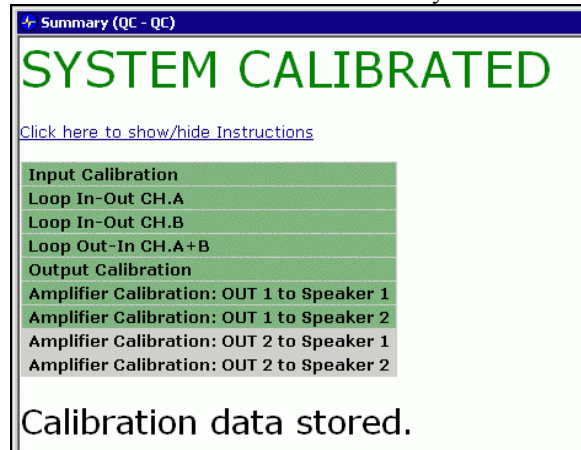 Summary (QC - QC)
SYSTEM CALIBRATED
Click here to show/hide Instructions
Input Calibration
Loop In-Out CH.A
Loop In-Out CH.B
Loop Out-In CH.A+B
Output Calibration
Amplifier Calibration: OUT 1 to Speaker 1
Amplifier Calibration: OUT 1 to Speaker 2
Amplifier Calibration: OUT 2 to Speaker 1
Amplifier Calibration: OUT 2 to Speaker 2
Calibration data stored.